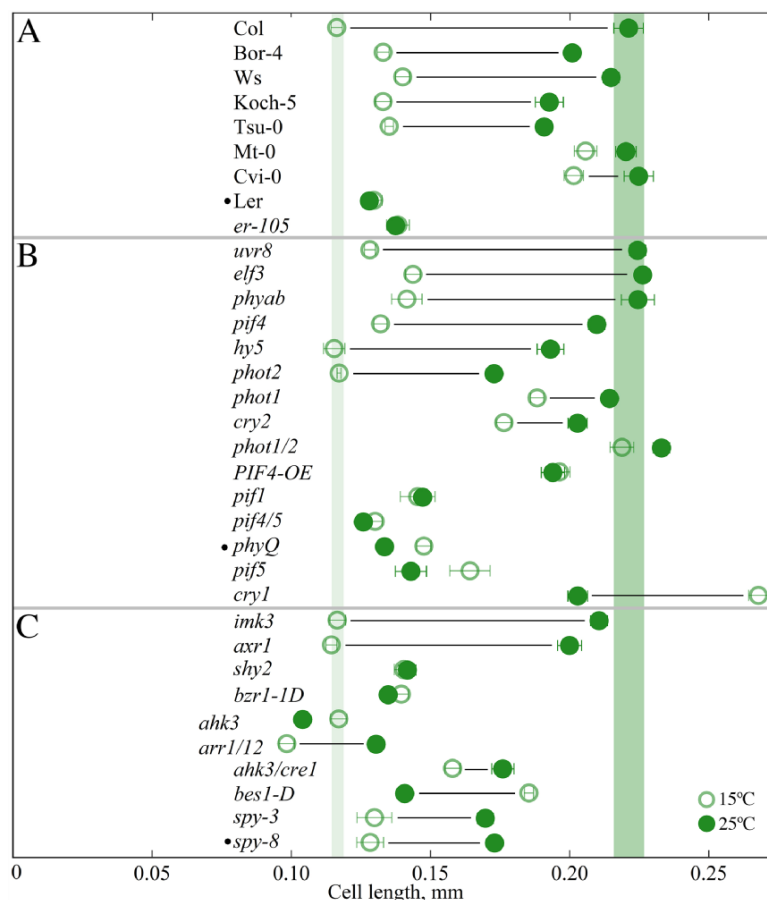 A
Col
Bor-4
Ws
Koch-5
Tsu-0
Mt-0
Cvi-0
•Ler
er-105
B
uvr8
elf3
phyab
pif4
hy5
phot2
phot1
cry2
phot1/2
PIF4-OE
pif1
pif4/5
•phyQ
pif5
cry1
C
imk3
axr1
shy2
bzr1-1D
ahk3
arr1/12
ahk3/cre1
bes1-D
spy-3
•spy-8
15ºC
25ºC
0 0.05 0.10 0.15 0.20 0.25
Cell length, mm